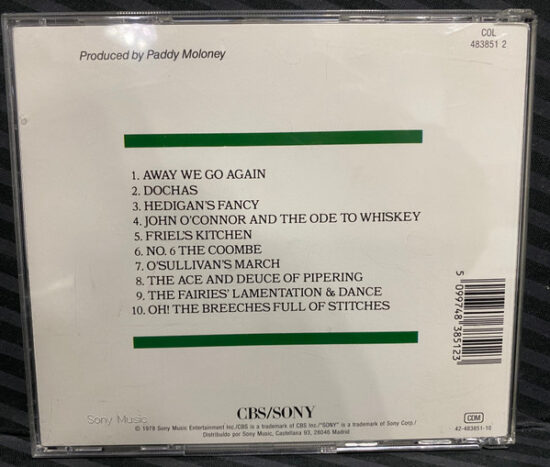 COL
483851 2
Produced by Paddy Moloney
1. AWAY WE GO AGAIN
2. DOCHAS
3. HEDIGAN'S FANCY
4. JOHN O'CONNOR AND THE ODE TO WHISKEY
5. FRIEL'S KITCHEN
6. NO. 6 THE COOMBE
7. O'SULLIVAN'S MARCH
8. THE ACE AND DEUCE OF PIPERING
9. THE FAIRIES' LAMENTATION & DANCE
10. OH! THE BREECHES FULL OF STITCHES
5 099748 385123
Sony Music
CBS/SONY
CDM
© 1978 Sony Music Entertainment Inc./CBS is a trademark of CBS Inc./"SONY" is a trademark of Sony Corp./
Distribuido por Sony Music, Castellana 93, 28046 Madrid
42-483851-10